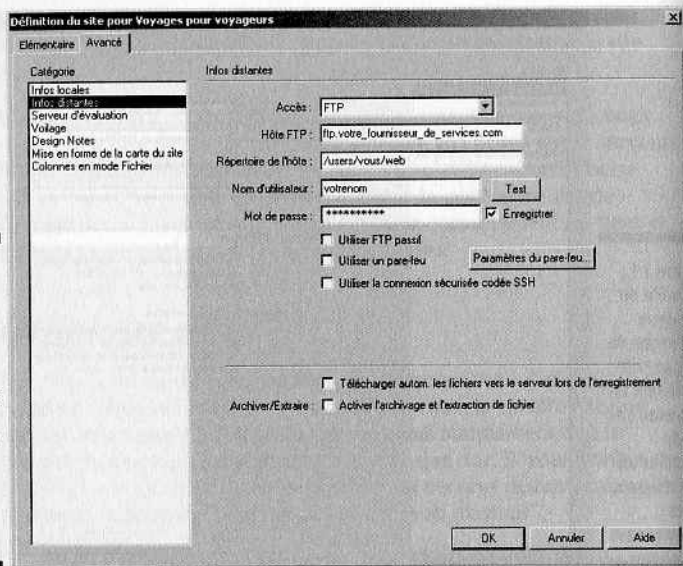 Définition du site pour Voyages pour voyageurs
Elémentaire Avancé
Catégorie
Infos locales
Infos distantes
Serveur d'évaluation
Voilage
Design Notes
Mise en forme de la carte du site
Colonnes en mode Fichier
Infos distantes
Accès : FTP
Hôte FTP : ftp.votre_fournisseur_de_services.com
Répertoire de l'hôte : /users/vous/web
Nom d'utilisateur : votrenom Test
Mot de passe : ********** Enregistrer
Utiliser FTP passif
Utiliser un pare-feu Paramètres du pare-feu...
Utiliser la connexion sécurisée codée SSH
Télécharger autom. les fichiers vers le serveur lors de l'enregistrement
Archiver/Extraire : Activer l'archivage et l'extraction de fichier
OK Annuler Aide